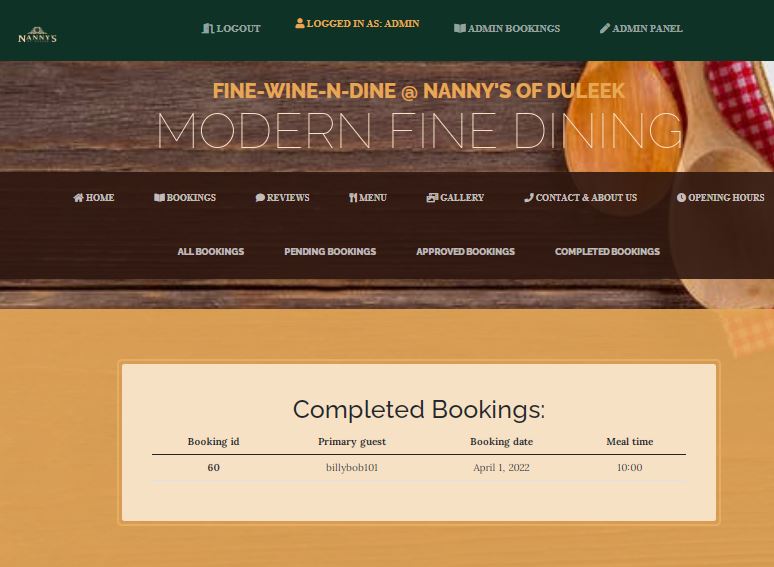 NANNY'S
LOGOUT
LOGGED IN AS: ADMIN
ADMIN BOOKINGS
ADMIN PANEL
FINE-WINE-N-DINE @ NANNY'S OF DULEEK
MODERN FINE DINING
HOME
BOOKINGS
REVIEWS
MENU
GALLERY
CONTACT & ABOUT US
OPENING HOURS
ALL BOOKINGS
PENDING BOOKINGS
APPROVED BOOKINGS
COMPLETED BOOKINGS
Completed Bookings:
Booking id Primary guest Booking date Meal time
60 billybob101 April 1, 2022 10:00